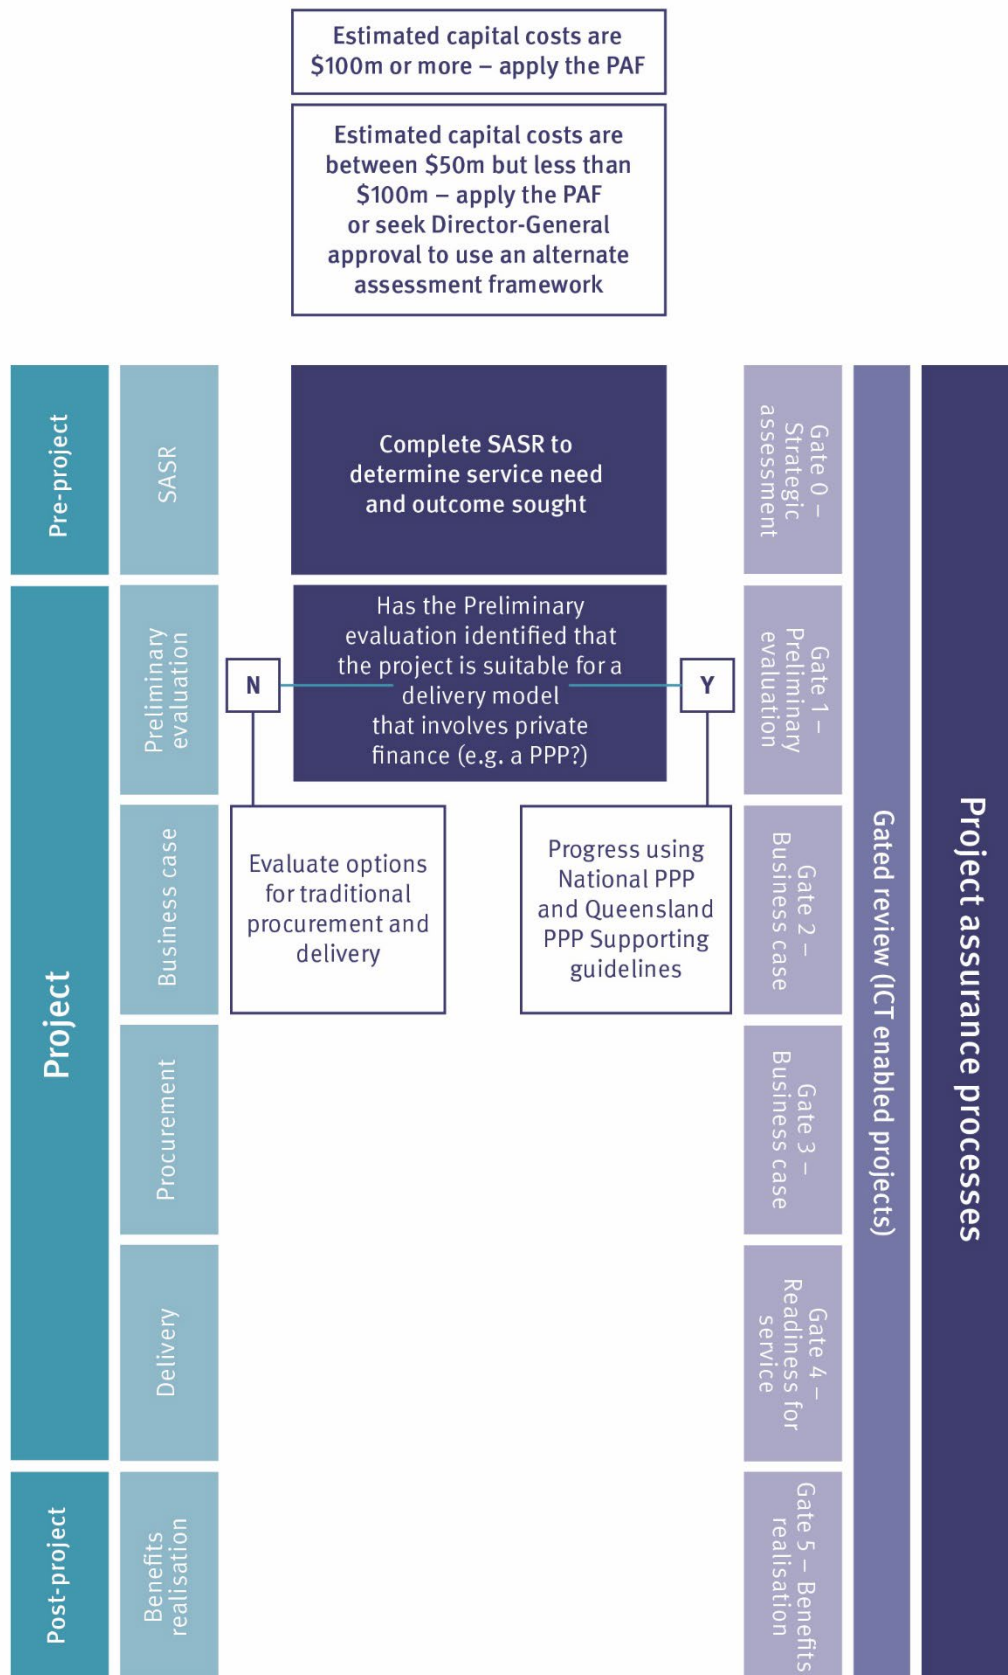 Estimated capital costs are
$100m or more – apply the PAF
Estimated capital costs are
between $50m but less than
$100m – apply the PAF
or seek Director-General
approval to use an alternate
assessment framework
Pre-project
SASR
Complete SASR to
determine service need
and outcome sought
Gate 0 –
Strategic
assessment
Project
Preliminary
evaluation
N
Has the Preliminary
evaluation identified that
the project is suitable for a
delivery model
that involves private
finance (e.g. a PPP?)
Y
Gate 1 –
Preliminary
evaluation
Business case
Evaluate options
for traditional
procurement and
delivery
Progress using
National PPP
and Queensland
PPP Supporting
guidelines
Gate 2 –
Business case
Procurement
Gate 3 –
Business case
Delivery
Gate 4 –
Readiness for
service
Post-project
Benefits
realisation
Gate 5 – Benefits
realisation
Gated review (ICT enabled projects)
Project assurance processes